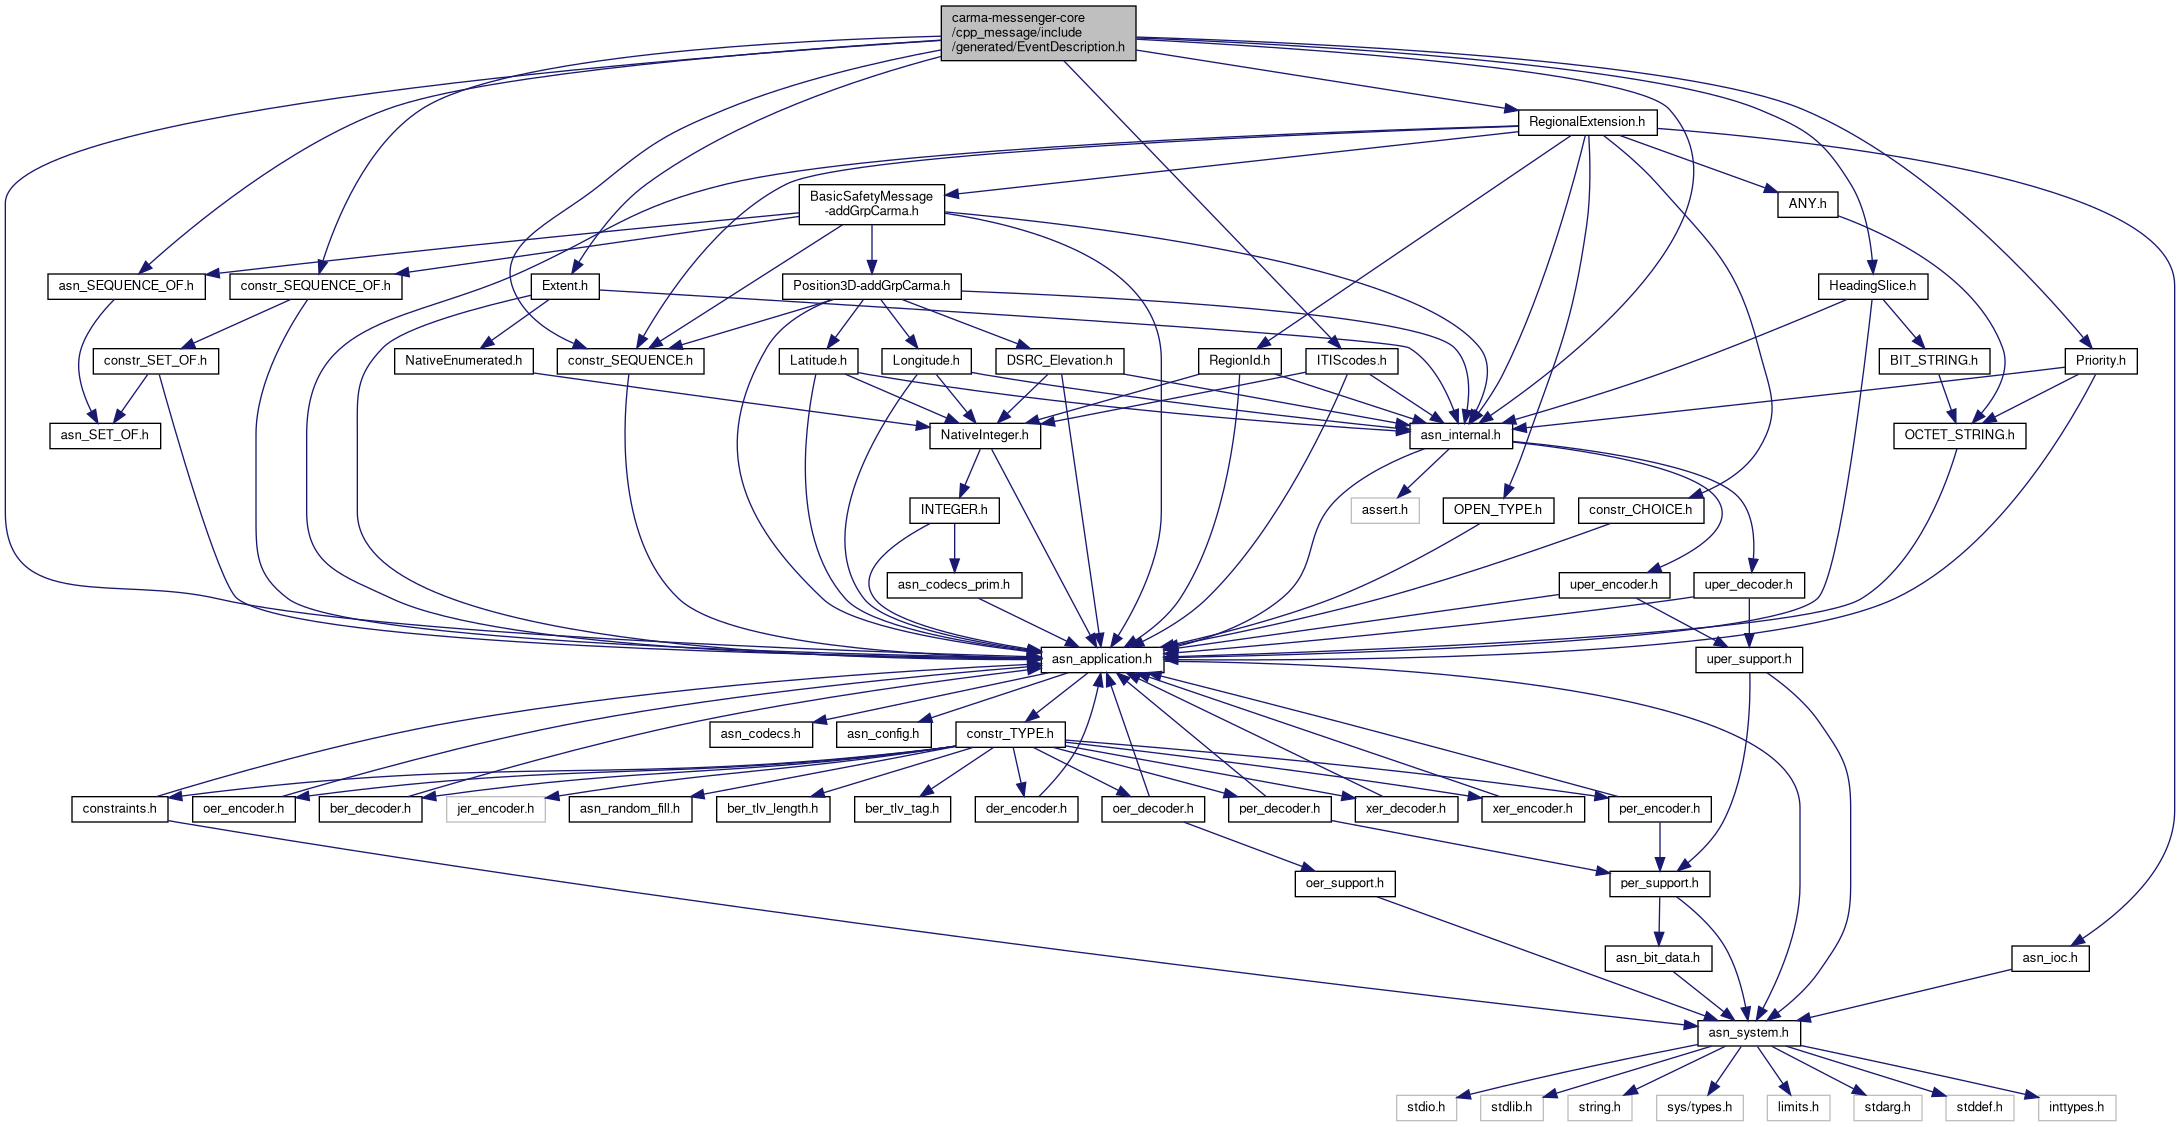 carma-messenger-core
/cpp_message/include
/generated/EventDescription.h
RegionalExtension.h
BasicSafetyMessage
-addGrpCarma.h
ANY.h
asn_SEQUENCE_OF.h
constr_SEQUENCE_OF.h
Extent.h
Position3D-addGrpCarma.h
HeadingSlice.h
constr_SET_OF.h
NativeEnumerated.h
constr_SEQUENCE.h
Latitude.h
Longitude.h
DSRC_Elevation.h
RegionId.h
ITIScodes.h
BIT_STRING.h
Priority.h
asn_SET_OF.h
NativeInteger.h
asn_internal.h
OCTET_STRING.h
INTEGER.h
assert.h
OPEN_TYPE.h
constr_CHOICE.h
asn_codecs_prim.h
uper_encoder.h
uper_decoder.h
asn_application.h
uper_support.h
asn_codecs.h
asn_config.h
constr_TYPE.h
constraints.h
oer_encoder.h
ber_decoder.h
jer_encoder.h
asn_random_fill.h
ber_tlv_length.h
ber_tlv_tag.h
der_encoder.h
oer_decoder.h
per_decoder.h
xer_decoder.h
xer_encoder.h
per_encoder.h
oer_support.h
per_support.h
asn_bit_data.h
asn_ioc.h
asn_system.h
stdio.h
stdlib.h
string.h
sys/types.h
limits.h
stdarg.h
stddef.h
inttypes.h